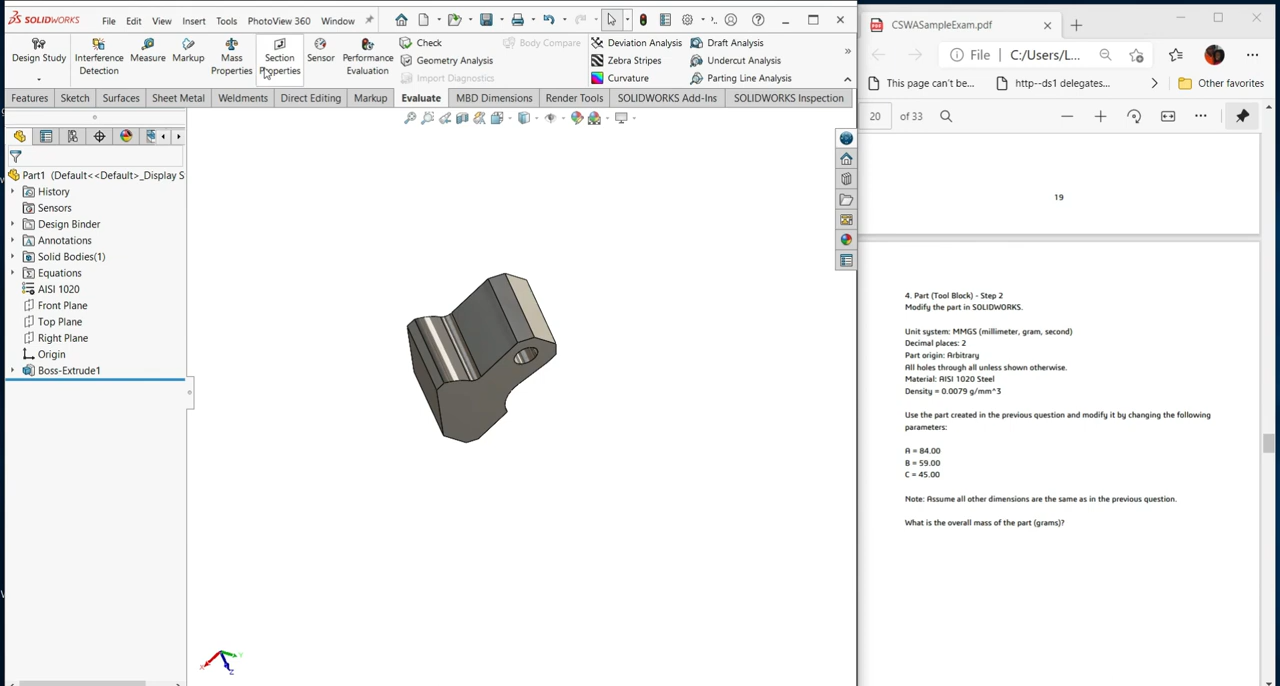 SOLIDWORKS File Edit View Insert Tools PhotoView 360 Window
Design Study Interference Detection Measure Markup Mass Properties Section Properties Sensor Performance Evaluation
Check Body Compare Deviation Analysis Draft Analysis
Geometry Analysis Zebra Stripes Undercut Analysis
Import Diagnostics Curvature Parting Line Analysis
Features Sketch Surfaces Sheet Metal Weldments Direct Editing Markup Evaluate MBD Dimensions Render Tools SOLIDWORKS Add-Ins SOLIDWORKS Inspection
Part1 (Default<<Default>_Display S
History
Sensors
Design Binder
Annotations
Solid Bodies(1)
Equations
AISI 1020
Front Plane
Top Plane
Right Plane
Origin
Boss-Extrude1
X Y Z
CSWASampleExam.pdf
File C:/Users/L...
This page can't be... http--ds1 delegates... Other favorites
20 of 33
19
4. Part (Tool Block) - Step 2
Modify the part in SOLIDWORKS.
Unit system: MMGS (millimeter, gram, second)
Decimal places: 2
Part origin: Arbitrary
All holes through all unless shown otherwise.
Material: AISI 1020 Steel
Density = 0.0079 g/mm^3
Use the part created in the previous question and modify it by changing the following
parameters:
A = 84.00
B = 59.00
C = 45.00
Note: Assume all other dimensions are the same as in the previous question.
What is the overall mass of the part (grams)?